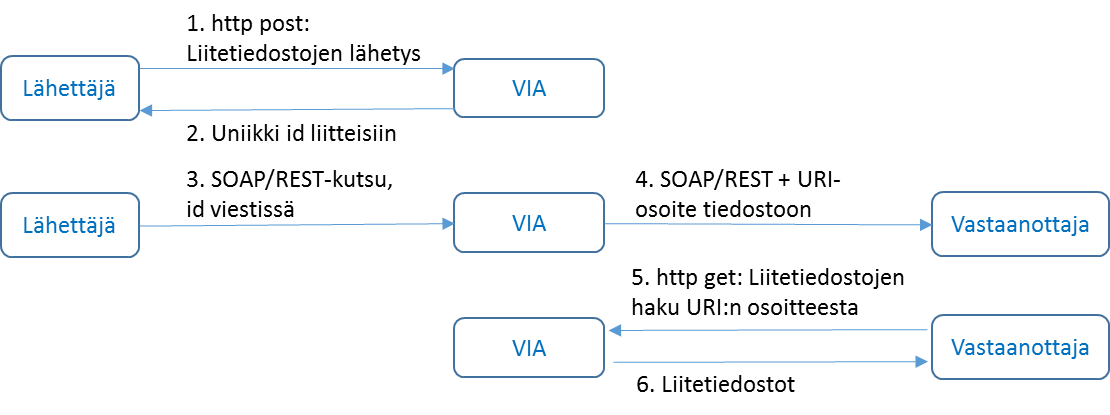 1. http post:
Liitetiedostojen lähetys
Lähettäjä
VIA
2. Uniikki id liitteisiin
3. SOAP/REST-kutsu,
id viestissä
4. SOAP/REST + URI-
osoite tiedostoon
Lähettäjä
VIA
Vastaanottaja
5. http get: Liitetiedostojen
haku URI:n osoitteesta
VIA
Vastaanottaja
6. Liitetiedostot